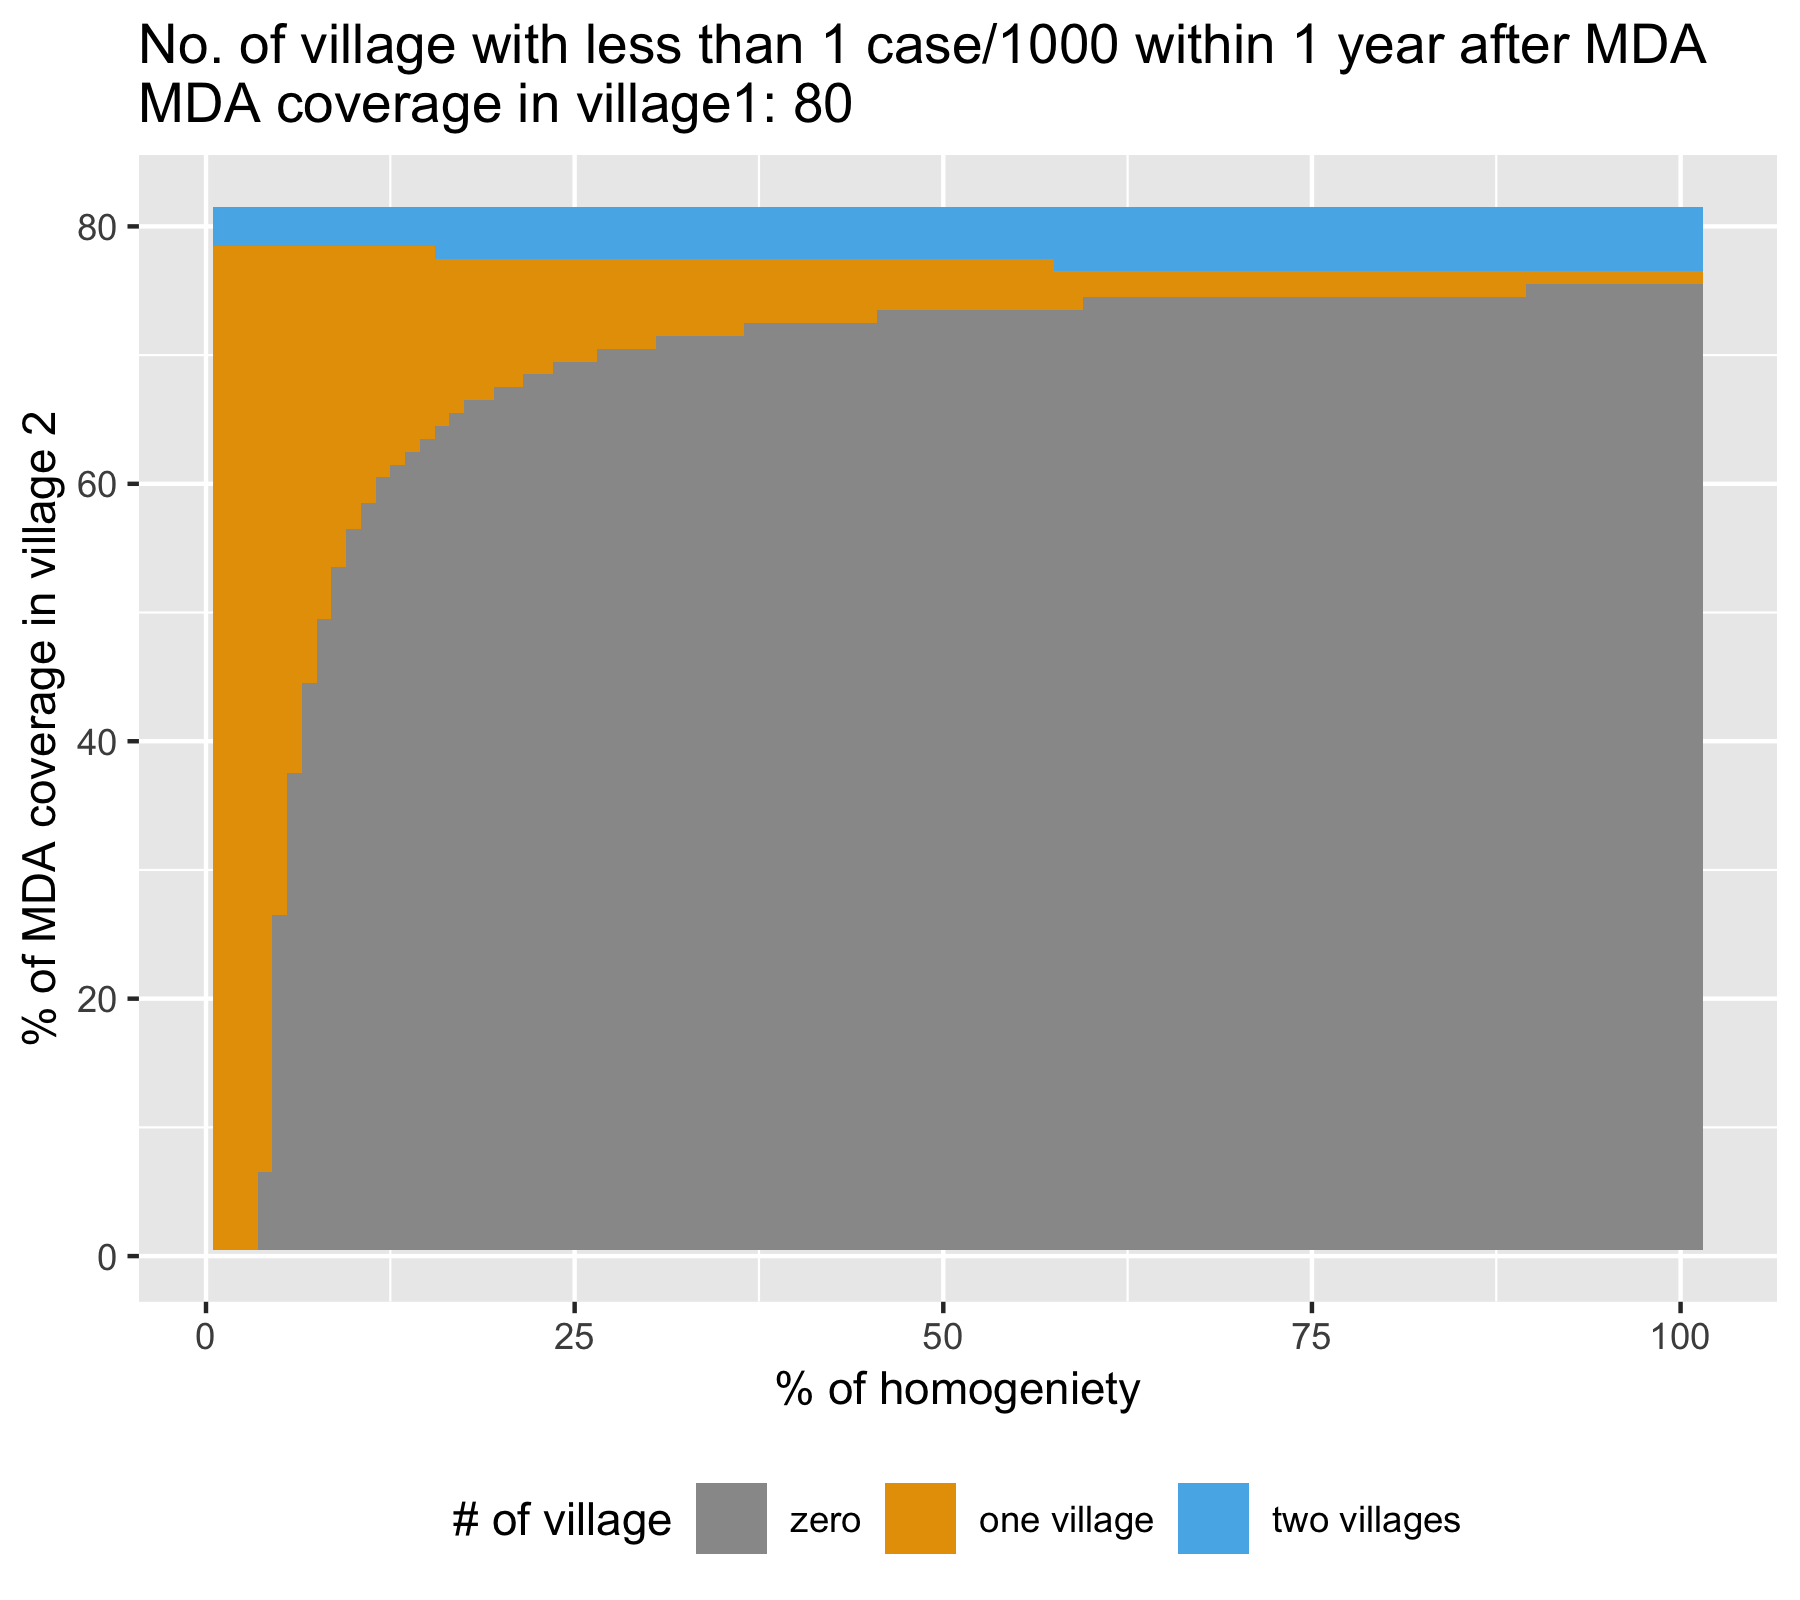 No. of village with less than 1 case/1000 within 1 year after MDA
MDA coverage in village1: 80
% of MDA coverage in village 2
80
60
40
20
0
0 25 50 75 100
% of homogeniety
# of village zero one village two villages